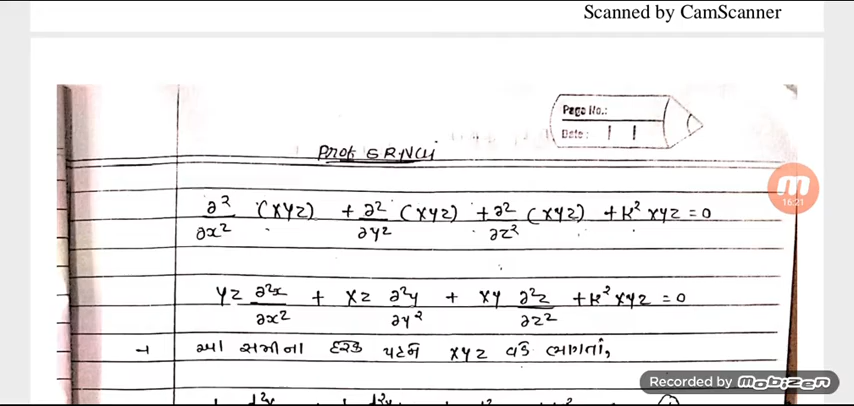 Scanned by CamScanner
Page No.:
Date:
Prof
16:21
∂²/∂x² (XYZ) + ∂²/∂y² (XYZ) + ∂²/∂z² (XYZ) + k² XYZ = 0
YZ ∂²X/∂x² + XZ ∂²Y/∂y² + XY ∂²Z/∂z² + k² XYZ = 0
→ આ સમીના દરેક પદને XYZ વડે ભાગતાં,
Recorded by mobizen